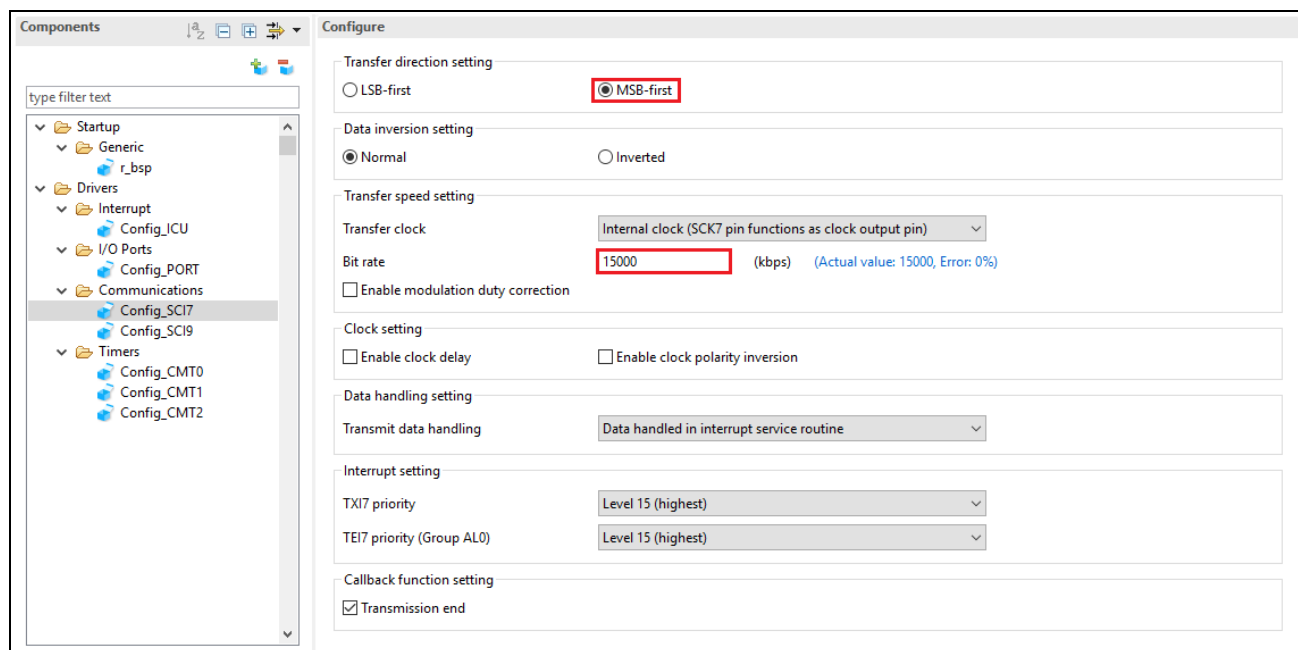 Components
Configure
type filter text
Startup
Generic
r_bsp
Drivers
Interrupt
Config_ICU
I/O Ports
Config_PORT
Communications
Config_SCI7
Config_SCI9
Timers
Config_CMT0
Config_CMT1
Config_CMT2
Transfer direction setting
LSB-first MSB-first
Data inversion setting
Normal Inverted
Transfer speed setting
Transfer clock Internal clock (SCK7 pin functions as clock output pin)
Bit rate 15000 (kbps) (Actual value: 15000, Error: 0%)
Enable modulation duty correction
Clock setting
Enable clock delay Enable clock polarity inversion
Data handling setting
Transmit data handling Data handled in interrupt service routine
Interrupt setting
TXI7 priority Level 15 (highest)
TEI7 priority (Group AL0) Level 15 (highest)
Callback function setting
Transmission end